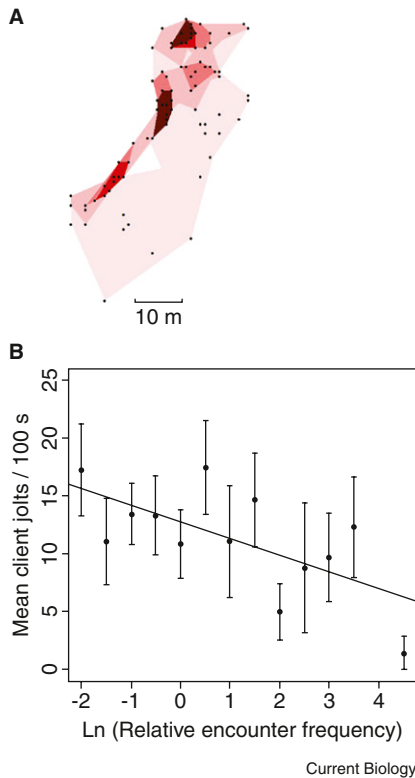 A
10 m
B
Mean client jolts / 100 s
25
20
15
10
5
0
-2 -1 0 1 2 3 4
Ln (Relative encounter frequency)
Current Biology